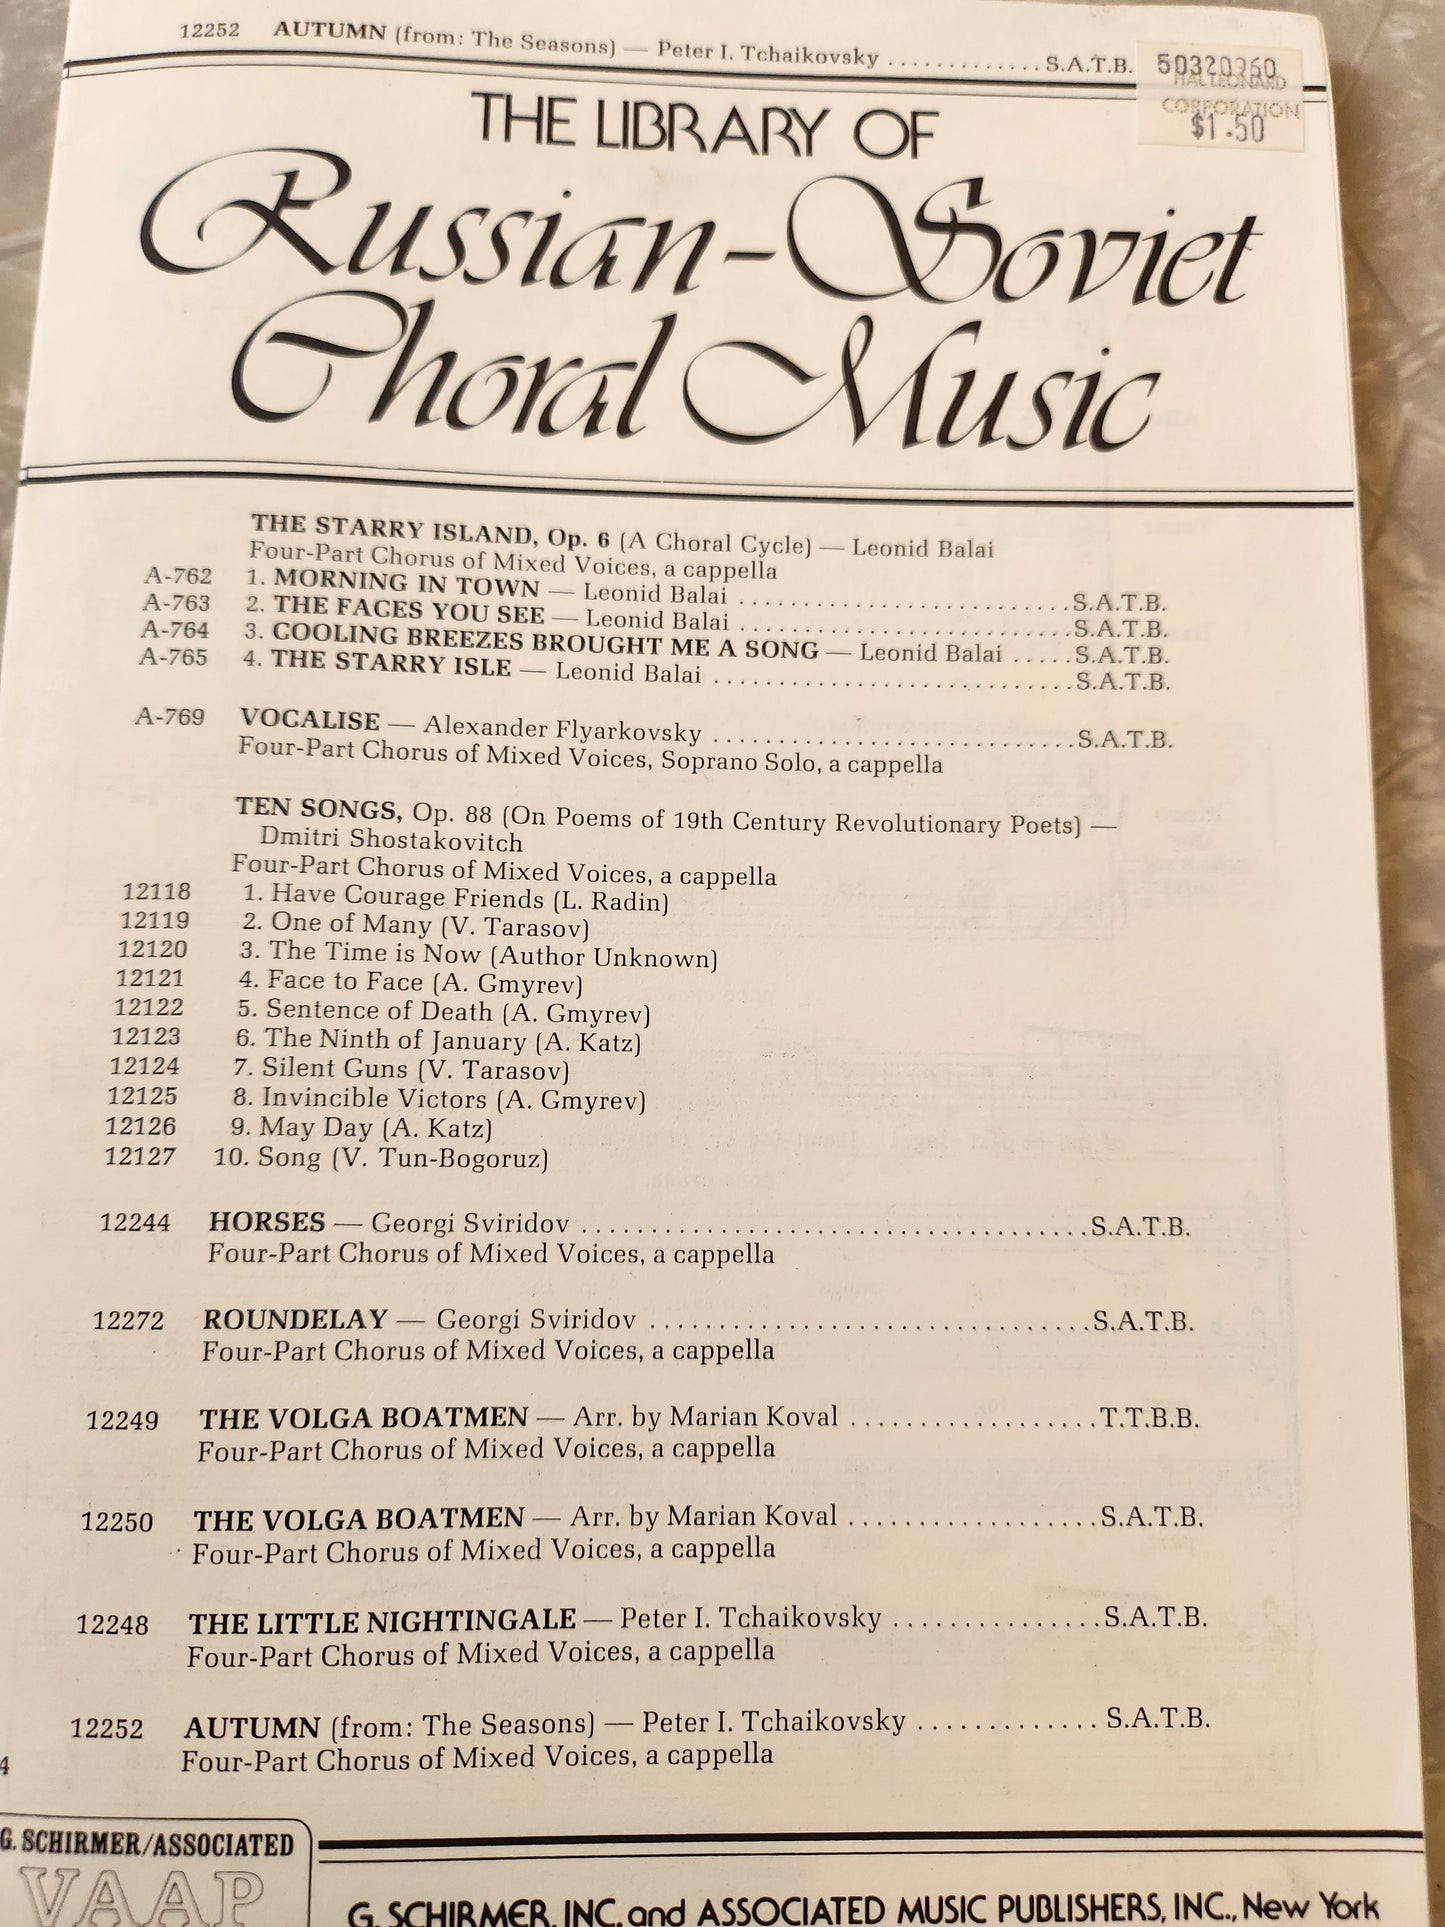 12252 AUTUMN (from: The Seasons) — Peter I. Tchaikovsky ............. S.A.T.B.
50320960
HAL LEONARD
CORPORATION
$1.50
THE LIBRARY OF
Russian-Soviet
Choral Music
THE STARRY ISLAND, Op. 6 (A Choral Cycle) — Leonid Balai
Four-Part Chorus of Mixed Voices, a cappella
A-762 1. MORNING IN TOWN — Leonid Balai ......................... S.A.T.B.
A-763 2. THE FACES YOU SEE — Leonid Balai ......................... S.A.T.B.
A-764 3. COOLING BREEZES BROUGHT ME A SONG — Leonid Balai ..... S.A.T.B.
A-765 4. THE STARRY ISLE — Leonid Balai ........................... S.A.T.B.
A-769 VOCALISE — Alexander Flyarkovsky ........................... S.A.T.B.
Four-Part Chorus of Mixed Voices, Soprano Solo, a cappella
TEN SONGS, Op. 88 (On Poems of 19th Century Revolutionary Poets) —
Dmitri Shostakovitch
Four-Part Chorus of Mixed Voices, a cappella
12118 1. Have Courage Friends (L. Radin)
12119 2. One of Many (V. Tarasov)
12120 3. The Time is Now (Author Unknown)
12121 4. Face to Face (A. Gmyrev)
12122 5. Sentence of Death (A. Gmyrev)
12123 6. The Ninth of January (A. Katz)
12124 7. Silent Guns (V. Tarasov)
12125 8. Invincible Victors (A. Gmyrev)
12126 9. May Day (A. Katz)
12127 10. Song (V. Tun-Bogoruz)
12244 HORSES — Georgi Sviridov ..................................... S.A.T.B.
Four-Part Chorus of Mixed Voices, a cappella
12272 ROUNDELAY — Georgi Sviridov ................................ S.A.T.B.
Four-Part Chorus of Mixed Voices, a cappella
12249 THE VOLGA BOATMEN — Arr. by Marian Koval .................. T.T.B.B.
Four-Part Chorus of Mixed Voices, a cappella
12250 THE VOLGA BOATMEN — Arr. by Marian Koval .................. S.A.T.B.
Four-Part Chorus of Mixed Voices, a cappella
12248 THE LITTLE NIGHTINGALE — Peter I. Tchaikovsky ............... S.A.T.B.
Four-Part Chorus of Mixed Voices, a cappella
12252 AUTUMN (from: The Seasons) — Peter I. Tchaikovsky ............. S.A.T.B.
Four-Part Chorus of Mixed Voices, a cappella
4
G. SCHIRMER/ASSOCIATED
VAAP
G. SCHIRMER, INC. and ASSOCIATED MUSIC PUBLISHERS, INC., New York